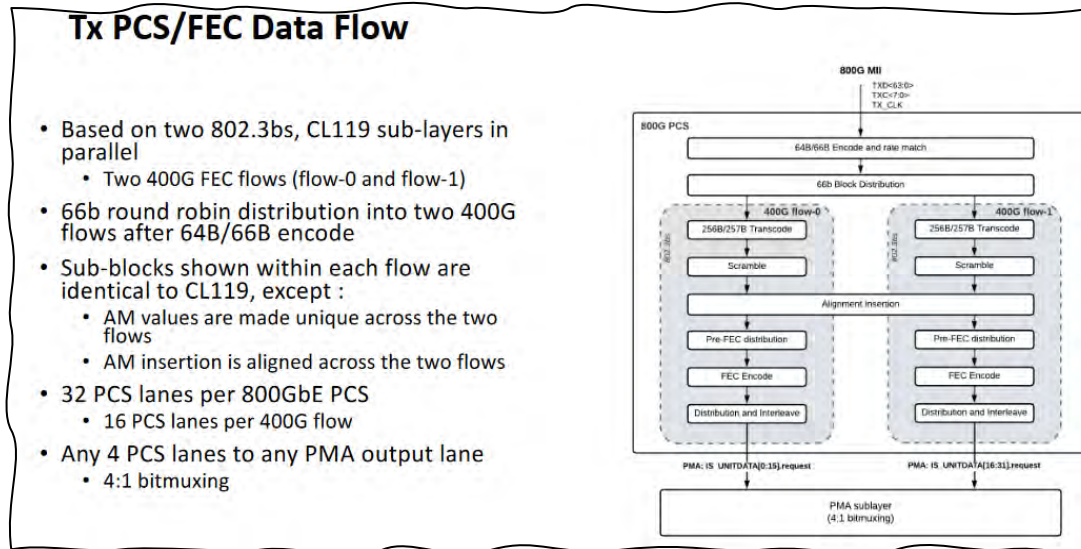 Tx PCS/FEC Data Flow
• Based on two 802.3bs, CL119 sub-layers in
parallel
• Two 400G FEC flows (flow-0 and flow-1)
• 66b round robin distribution into two 400G
flows after 64B/66B encode
• Sub-blocks shown within each flow are
identical to CL119, except :
• AM values are made unique across the two
flows
• AM insertion is aligned across the two flows
• 32 PCS lanes per 800GbE PCS
• 16 PCS lanes per 400G flow
• Any 4 PCS lanes to any PMA output lane
• 4:1 bitmuxing
800G MII
TXD<63:0>
TXC<7:0>
TX_CLK
800G PCS
64B/66B Encode and rate match
66b Block Distribution
400G flow-0
802.3bs
256B/257B Transcode
Scramble
400G flow-1
802.3bs
256B/257B Transcode
Scramble
Alignment Insertion
Pre-FEC distribution
FEC Encode
Distribution and Interleave
Pre-FEC distribution
FEC Encode
Distribution and Interleave
PMA: IS_UNITDATA[0:15].request
PMA: IS_UNITDATA[16:31].request
PMA sublayer
(4:1 bitmuxing)